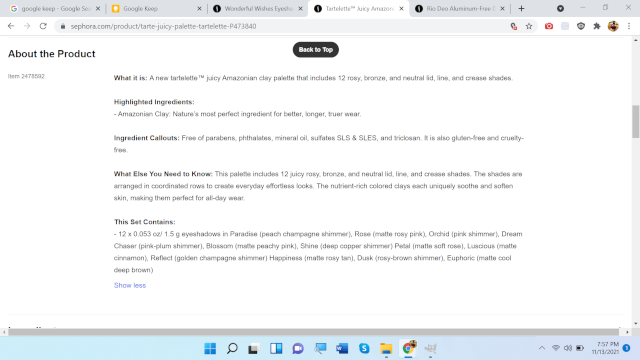 google keep - Google Sea
Google Keep
Wonderful Wishes Eyesha
Tartelette™ Juicy Amazon
Rio Deo Aluminum-Free D
sephora.com/product/tarte-juicy-palette-tartelette-P473840
About the Product
Back to Top
Item 2478592
What it is: A new tartelette™ juicy Amazonian clay palette that includes 12 rosy, bronze, and neutral lid, line, and crease shades.
Highlighted Ingredients:
- Amazonian Clay: Nature's most perfect ingredient for better, longer, truer wear.
Ingredient Callouts: Free of parabens, phthalates, mineral oil, sulfates SLS & SLES, and triclosan. It is also gluten-free and cruelty-
free.
What Else You Need to Know: This palette includes 12 juicy rosy, bronze, and neutral lid, line, and crease shades. The shades are
arranged in coordinated rows to create everyday effortless looks. The nutrient-rich colored clays each uniquely soothe and soften
skin, making them perfect for all-day wear.
This Set Contains:
- 12 x 0.053 oz/ 1.5 g eyeshadows in Paradise (peach champagne shimmer), Rose (matte rosy pink), Orchid (pink shimmer), Dream
Chaser (pink-plum shimmer), Blossom (matte peachy pink), Shine (deep copper shimmer) Petal (matte soft rose), Luscious (matte
cinnamon), Reflect (golden champagne shimmer) Happiness (matte rosy tan), Dusk (rosy-brown shimmer), Euphoric (matte cool
deep brown)
Show less
7:57 PM
11/13/2021